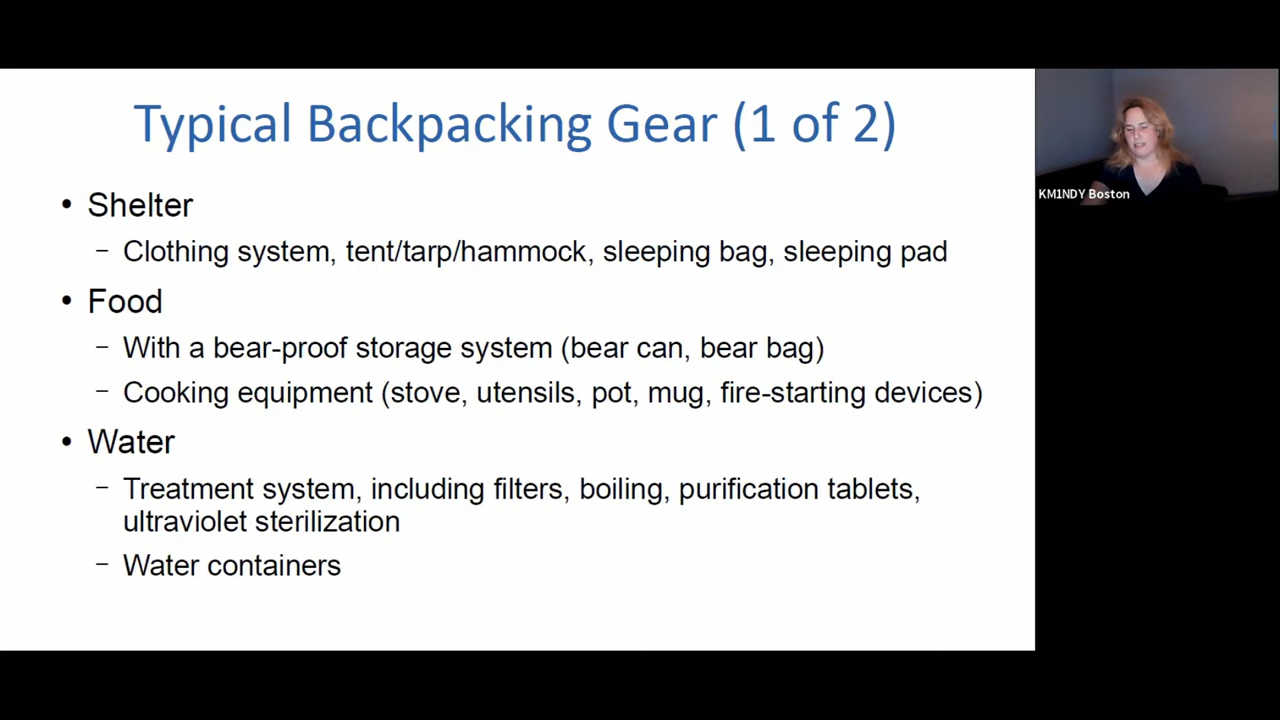 Typical Backpacking Gear (1 of 2)
• Shelter
– Clothing system, tent/tarp/hammock, sleeping bag, sleeping pad
• Food
– With a bear-proof storage system (bear can, bear bag)
– Cooking equipment (stove, utensils, pot, mug, fire-starting devices)
• Water
– Treatment system, including filters, boiling, purification tablets,
ultraviolet sterilization
– Water containers
KM1NDY Boston